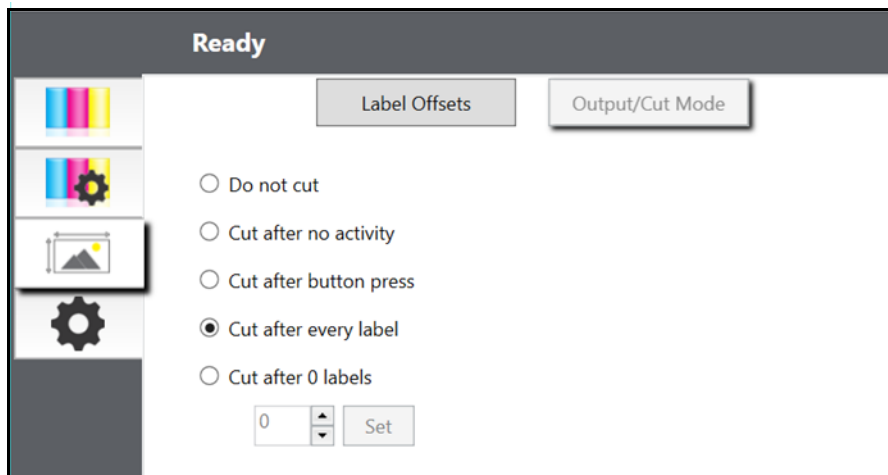 Ready
Label Offsets
Output/Cut Mode
Do not cut
Cut after no activity
Cut after button press
Cut after every label
Cut after 0 labels
0
Set